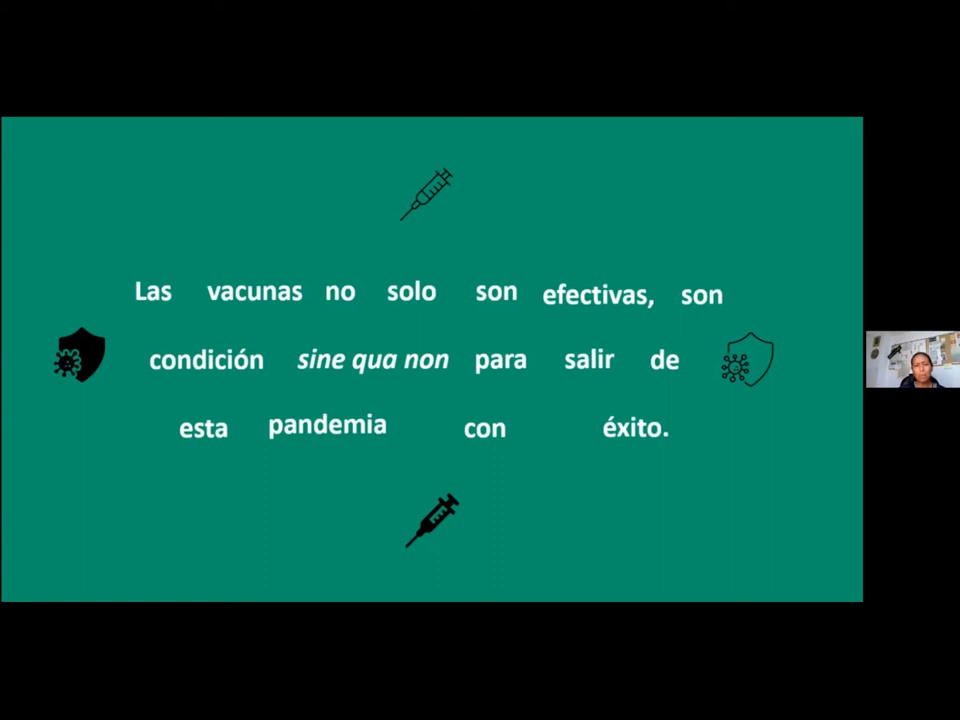 Las vacunas no solo son efectivas, son
condición sine qua non para salir de
esta pandemia con éxito.